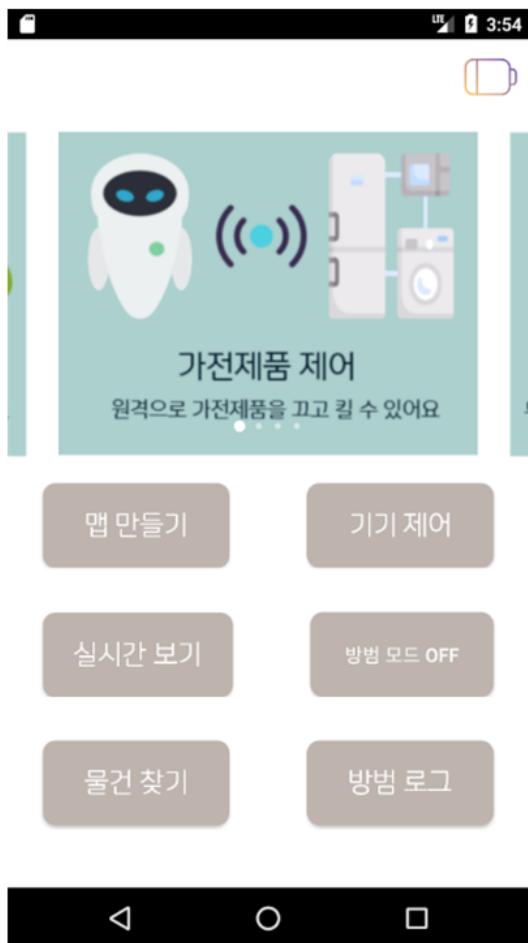 LTE 3:54
가전제품 제어
원격으로 가전제품을 끄고 킬 수 있어요
맵 만들기
기기 제어
실시간 보기
방범 모드 OFF
물건 찾기
방범 로그